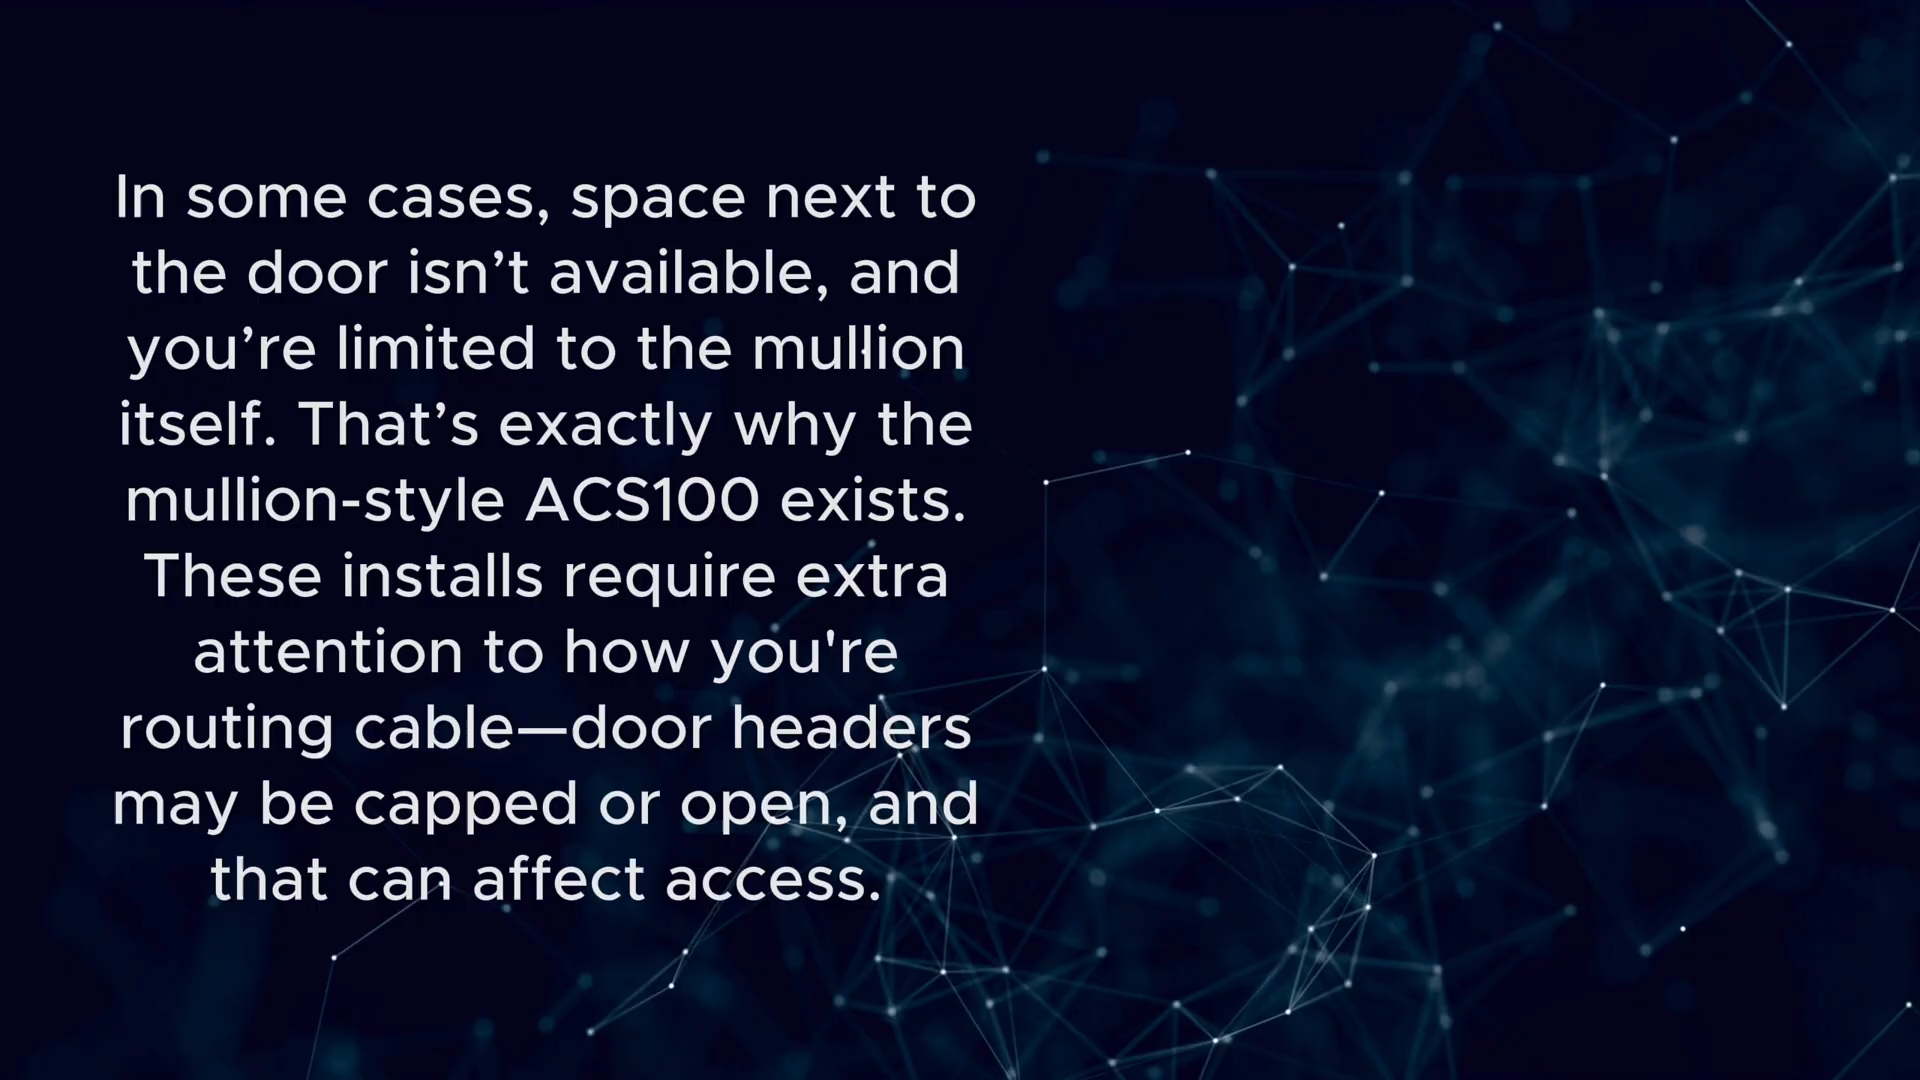 In some cases, space next to
the door isn’t available, and
you’re limited to the mullion
itself. That’s exactly why the
mullion-style ACS100 exists.
These installs require extra
attention to how you're
routing cable—door headers
may be capped or open, and
that can affect access.